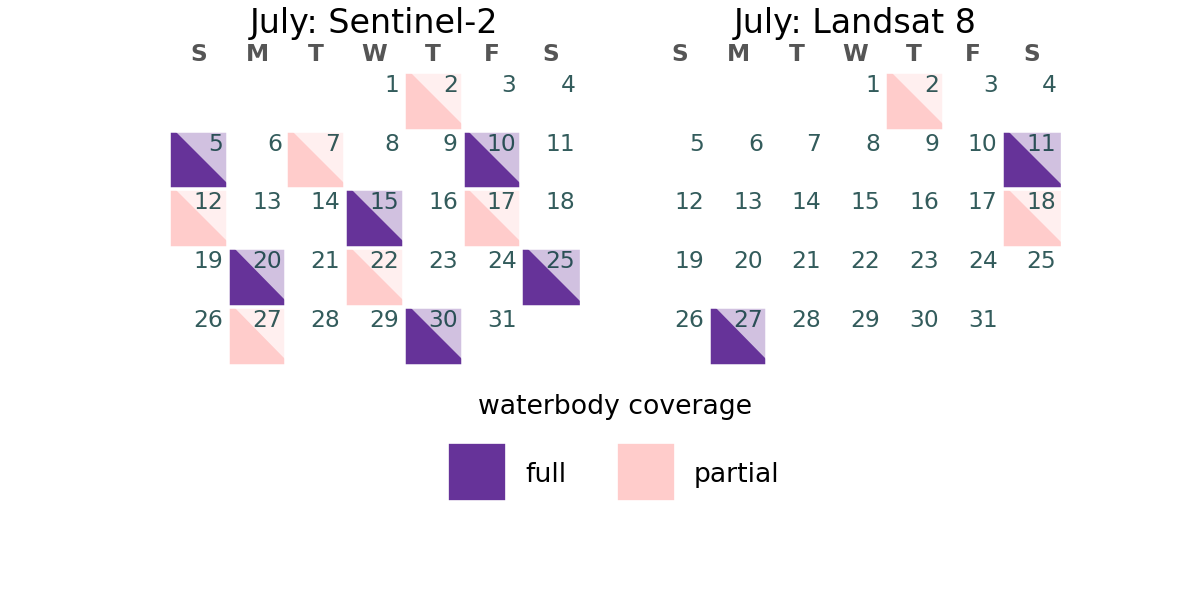 July: Sentinel-2
S M T W T F S
1 2 3 4
5 6 7 8 9 10 11
12 13 14 15 16 17 18
19 20 21 22 23 24 25
26 27 28 29 30 31
July: Landsat 8
S M T W T F S
1 2 3 4
5 6 7 8 9 10 11
12 13 14 15 16 17 18
19 20 21 22 23 24 25
26 27 28 29 30 31
waterbody coverage
full partial